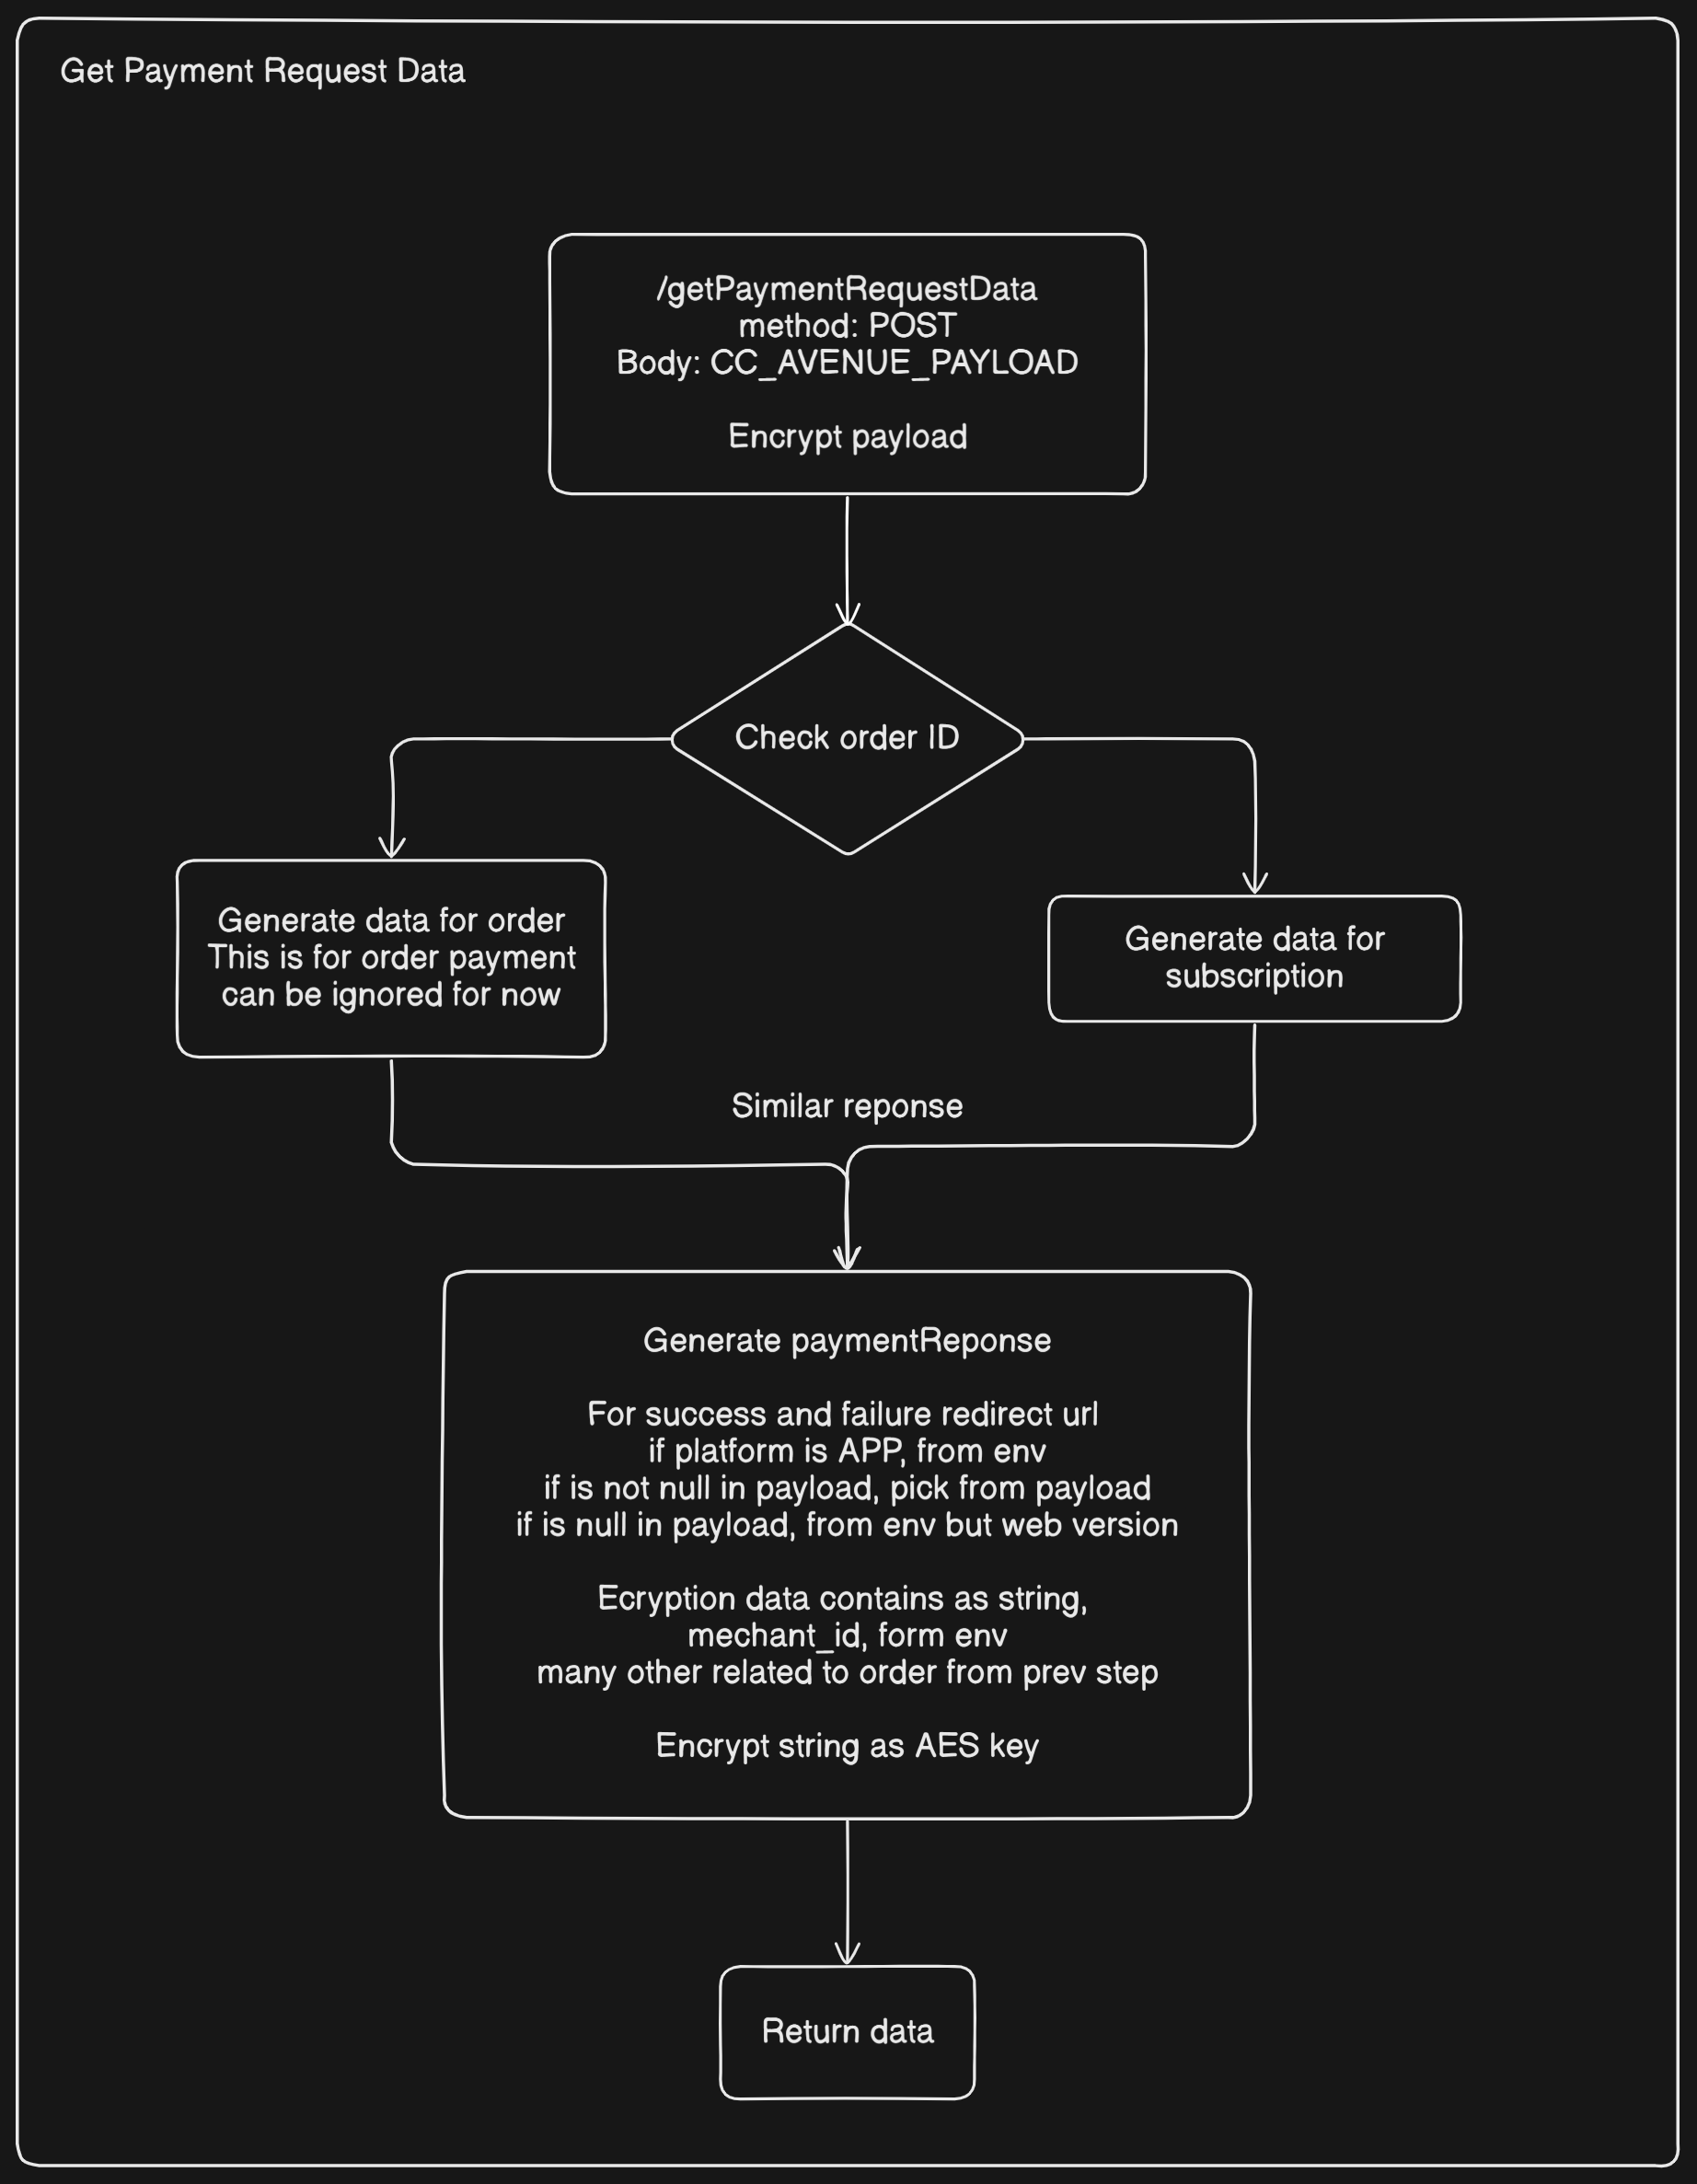 Get Payment Request Data
/getPaymentRequestData
method: POST
Body: CC_AVENUE_PAYLOAD
Encrypt payload
Check order ID
Generate data for order
This is for order payment
can be ignored for now
Generate data for
subscription
Similar reponse
Generate paymentReponse
For success and failure redirect url
if platform is APP, from env
if is not null in payload, pick from payload
if is null in payload, from env but web version
Ecryption data contains as string,
mechant_id, form env
many other related to order from prev step
Encrypt string as AES key
Return data